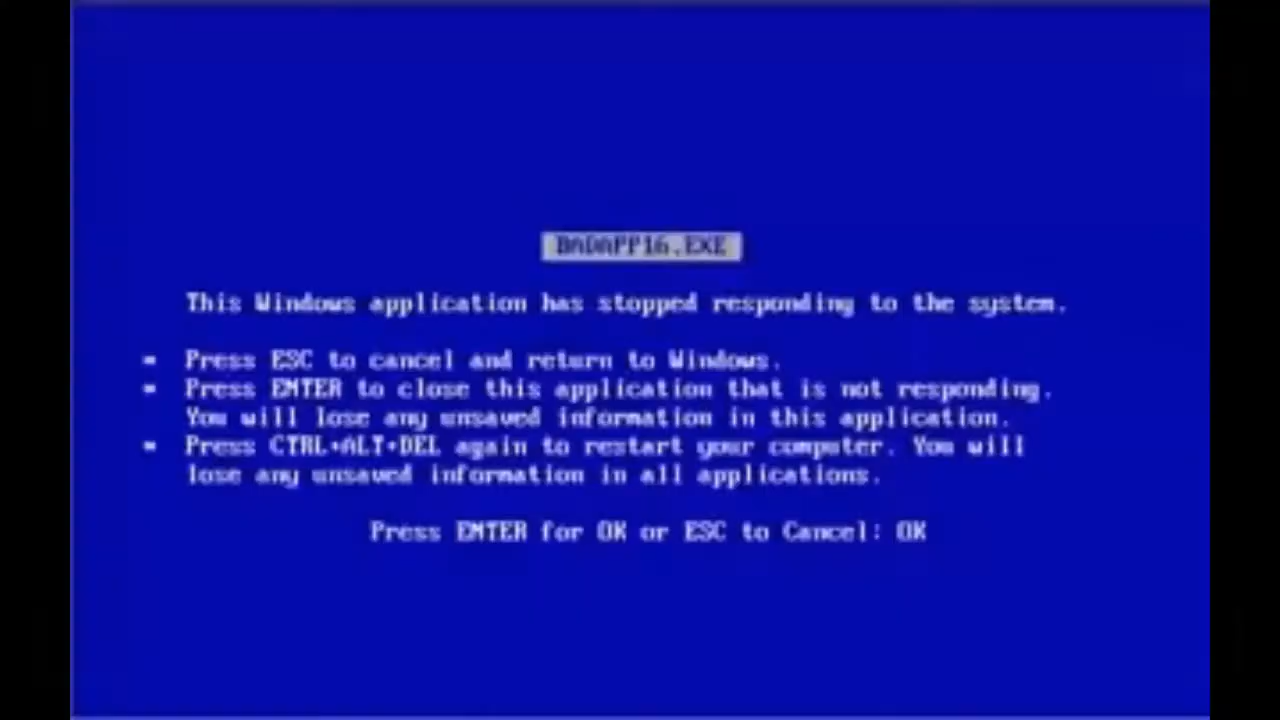 BADAPP16.EXE
This Windows application has stopped responding to the system.
• Press ESC to cancel and return to Windows.
• Press ENTER to close this application that is not responding.
You will lose any unsaved information in this application.
• Press CTRL+ALT+DEL again to restart your computer. You will
lose any unsaved information in all applications.
Press ENTER for OK or ESC to Cancel: OK